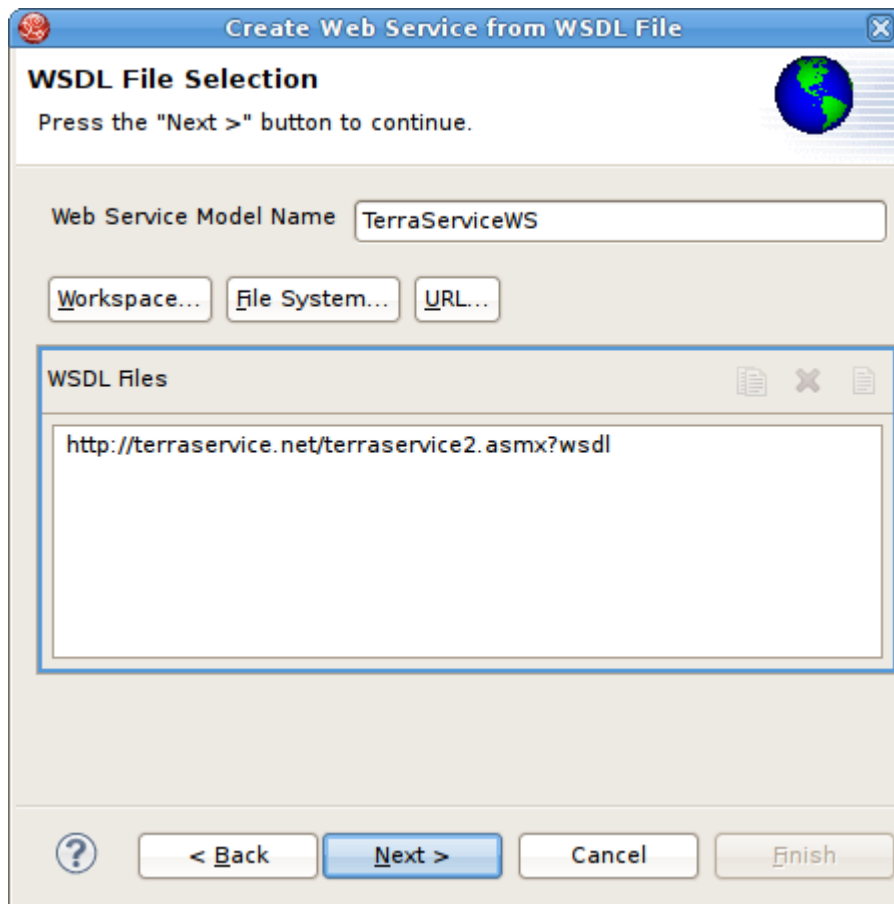 Create Web Service from WSDL File
WSDL File Selection
Press the "Next >" button to continue.
Web Service Model Name TerraServiceWS
Workspace... File System... URL...
WSDL Files
http://terraservice.net/terraservice2.asmx?wsdl
? < Back Next > Cancel Finish